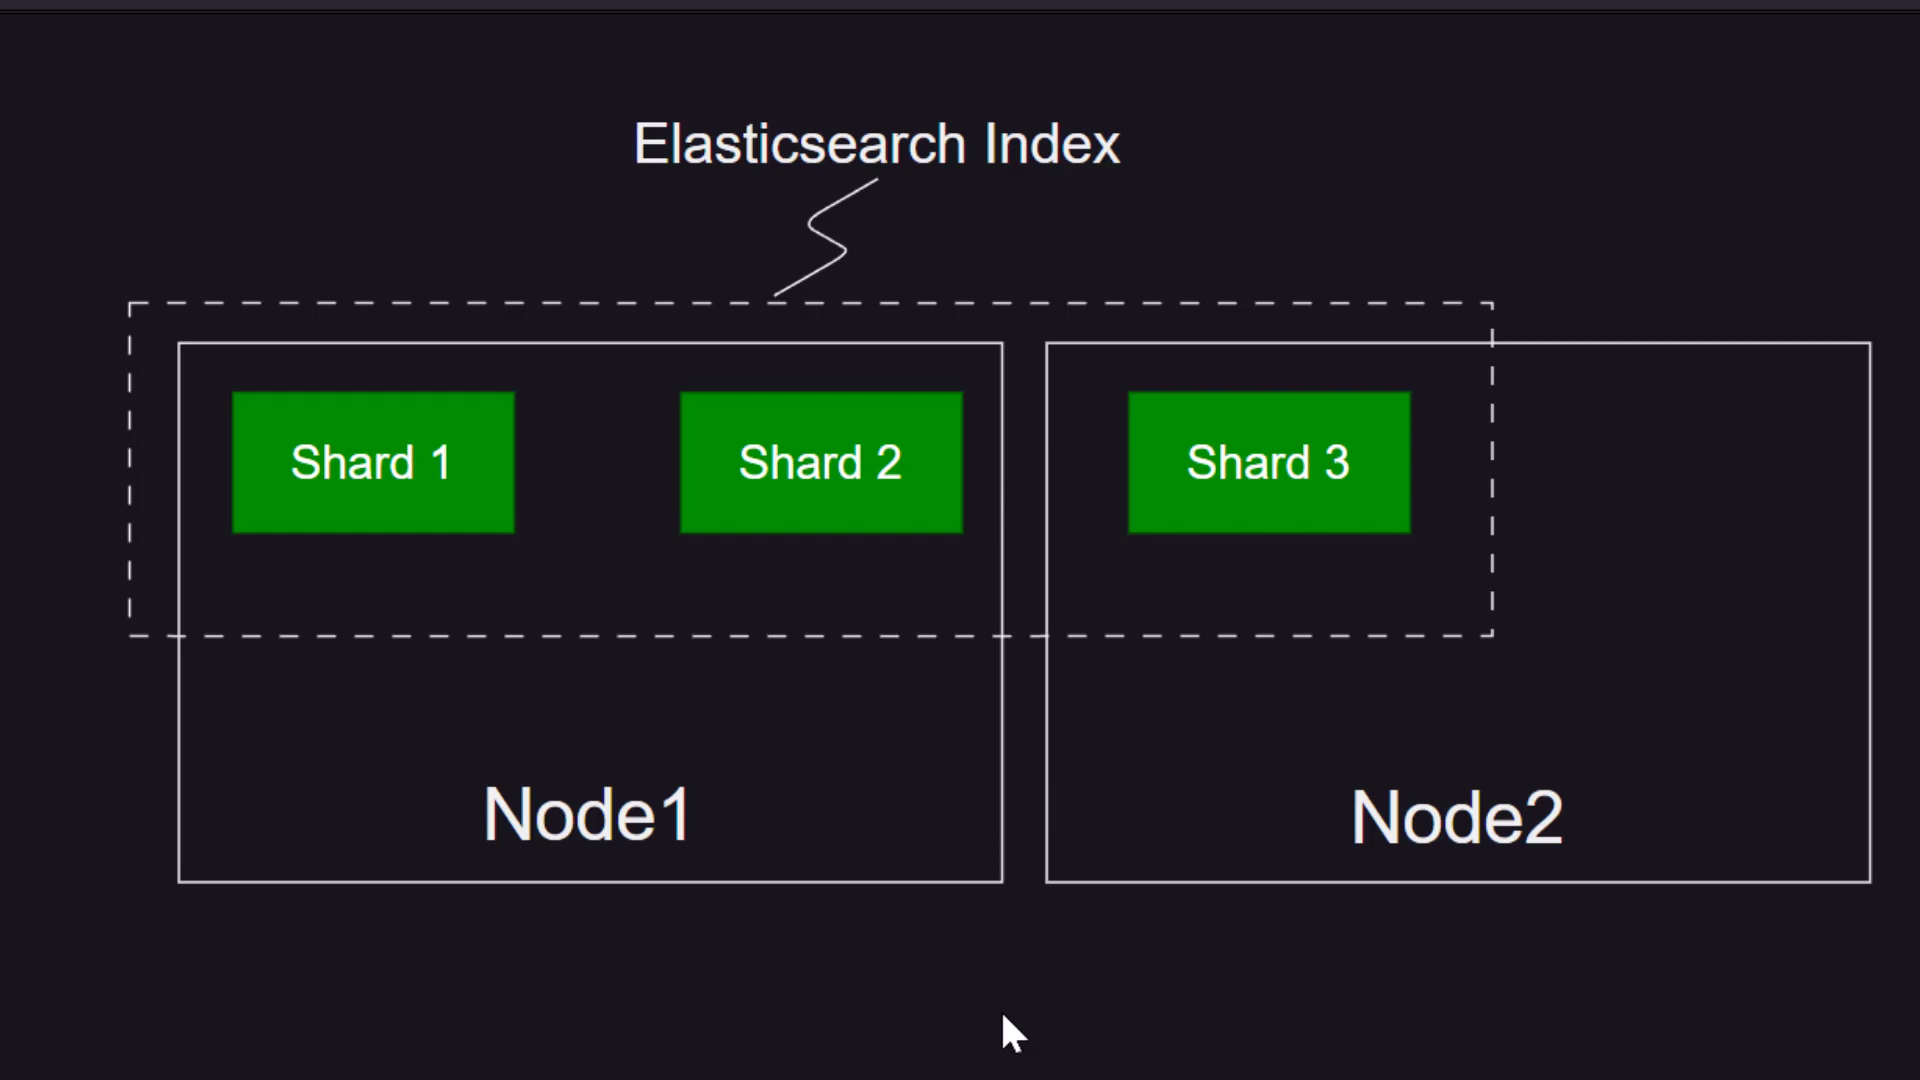 Elasticsearch Index
Shard 1
Shard 2
Shard 3
Node1
Node2